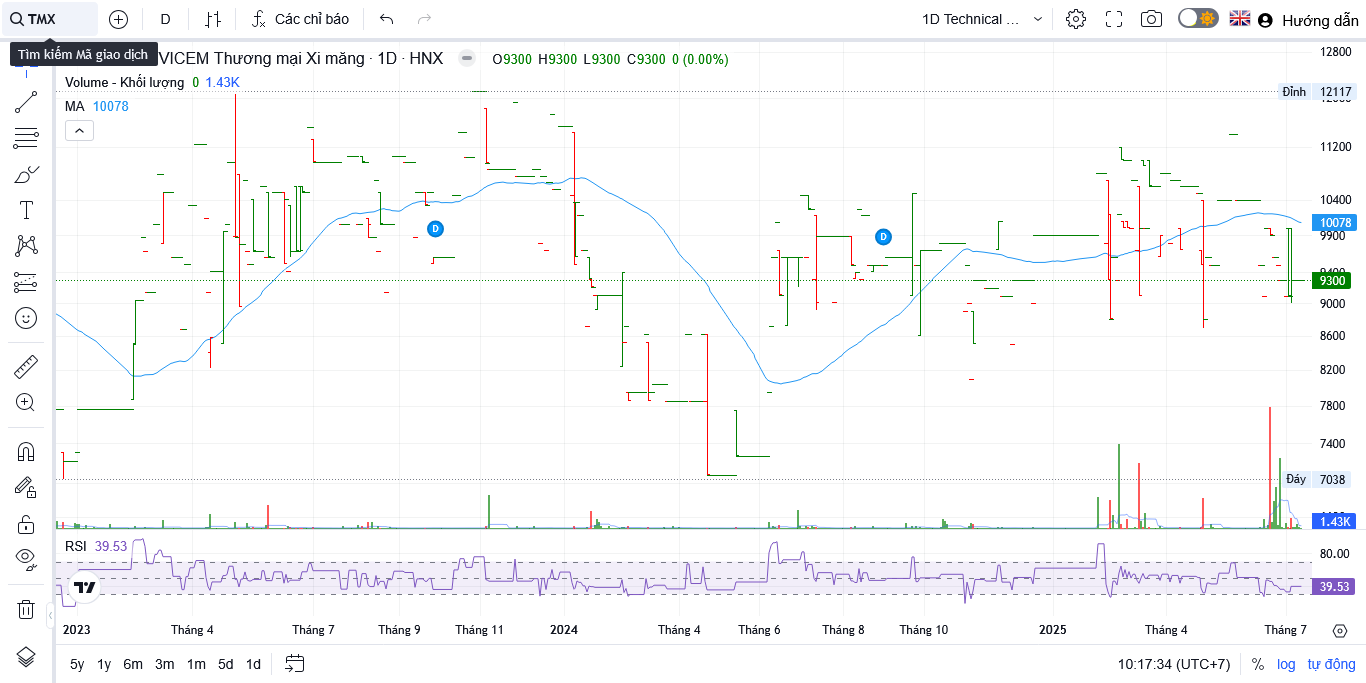 TMX D Các chỉ báo 1D Technical ... Hướng dẫn
Tìm kiếm Mã giao dịch
VICEM Thương mại Xi măng · 1D · HNX O9300 H9300 L9300 C9300 0 (0.00%)
Volume - Khối lượng 0 1.43K
MA 10078
12800
Đỉnh 12117
11200
10400
10078
9900
D D
9300
9000
8600
8200
7800
7400
Đáy 7038
1.43K
RSI 39.53
80.00
39.53
2023 Tháng 4 Tháng 7 Tháng 9 Tháng 11 2024 Tháng 4 Tháng 6 Tháng 8 Tháng 10 2025 Tháng 4 Tháng 7
5y 1y 6m 3m 1m 5d 1d 10:17:34 (UTC+7) % log tự động